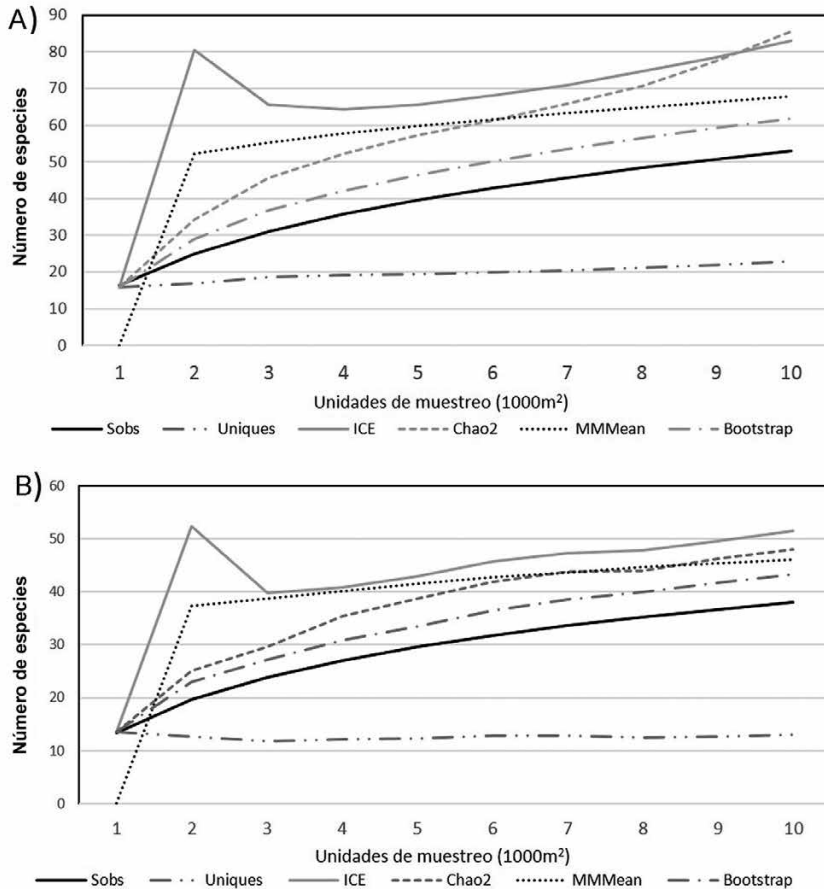 A)
Número de especies
90
80
70
60
50
40
30
20
10
0
1 2 3 4 5 6 7 8 9 10
Unidades de muestreo (1000m²)
Sobs Uniques ICE Chao2 MMMean Bootstrap
B)
Número de especies
60
50
40
30
20
10
0
1 2 3 4 5 6 7 8 9 10
Unidades de muestreo (1000m²)
Sobs Uniques ICE Chao2 MMMean Bootstrap